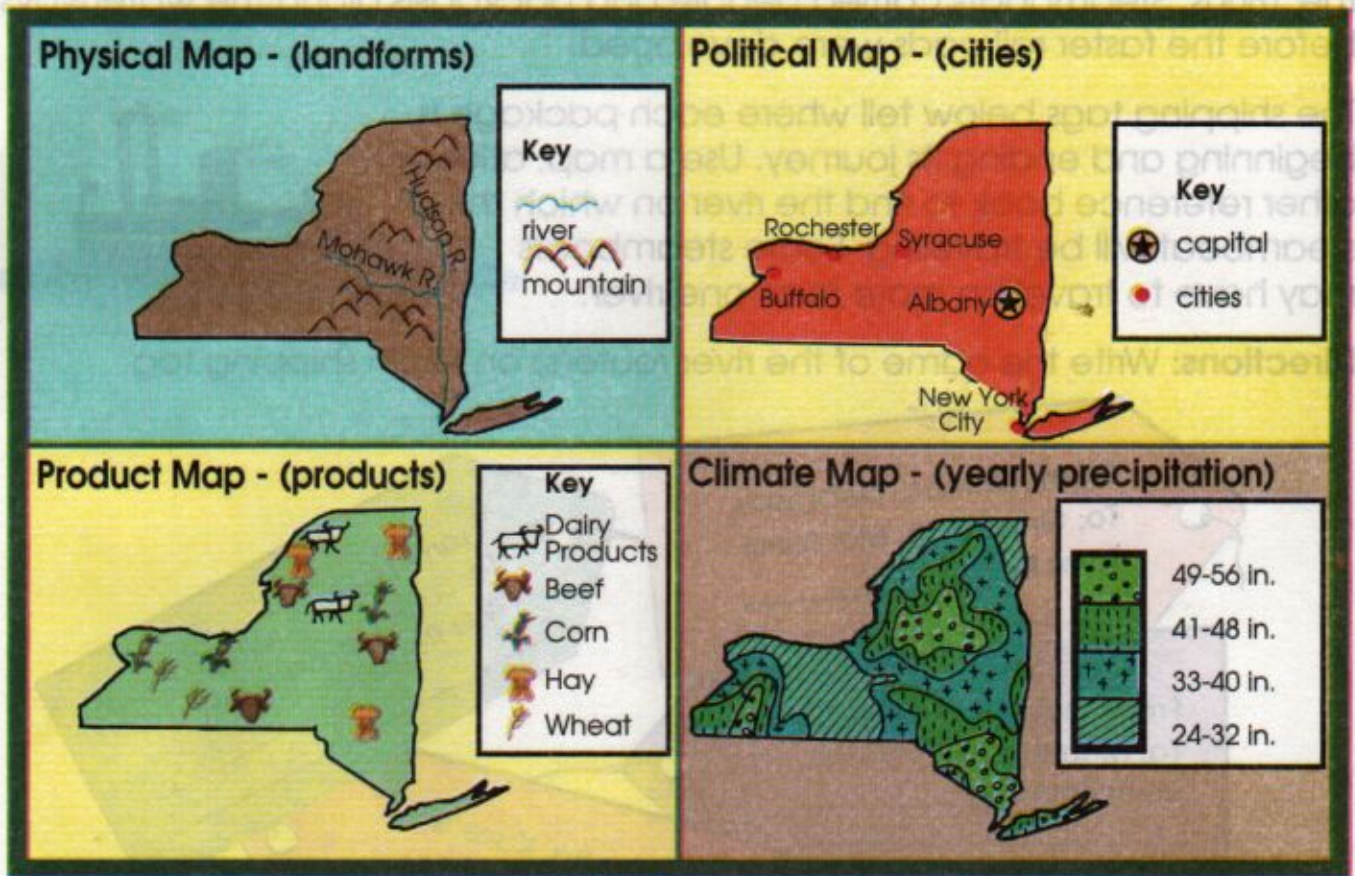 Physical Map - (landforms)
Key
river
mountain
Hudson R.
Mohawk R.
Political Map - (cities)
Key
capital
cities
Rochester
Syracuse
Buffalo
Albany
New York
City
Product Map - (products)
Key
Dairy
Products
Beef
Corn
Hay
Wheat
Climate Map - (yearly precipitation)
49-56 in.
41-48 in.
33-40 in.
24-32 in.